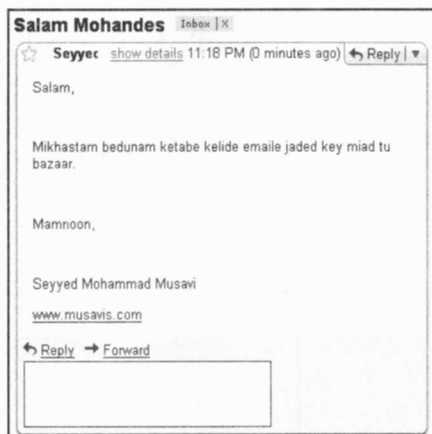 Salam Mohandes Inbox | X
Seyyec show details 11:18 PM (0 minutes ago) Reply
Salam,
Mikhastam bedunam ketabe kelide emaile jaded key miad tu
bazaar.
Mamnoon,
Seyyed Mohammad Musavi
www.musavis.com
Reply Forward